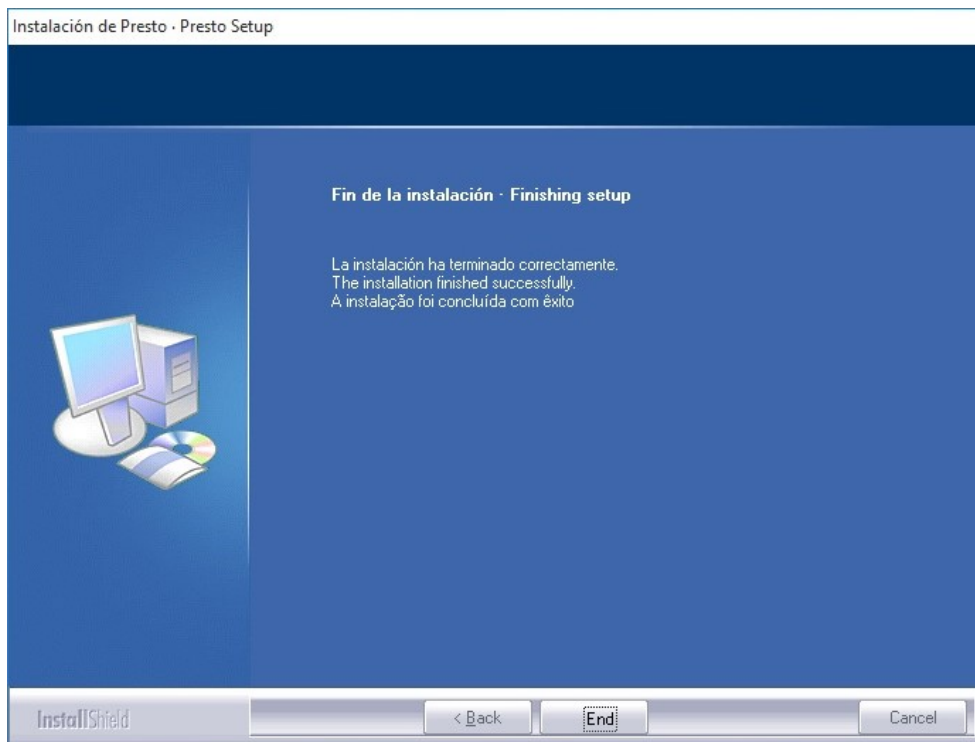 Instalación de Presto · Presto Setup
Fin de la instalación · Finishing setup
La instalación ha terminado correctamente.
The installation finished successfully.
A instalação foi concluída com êxito
InstallShield
< Back
End
Cancel